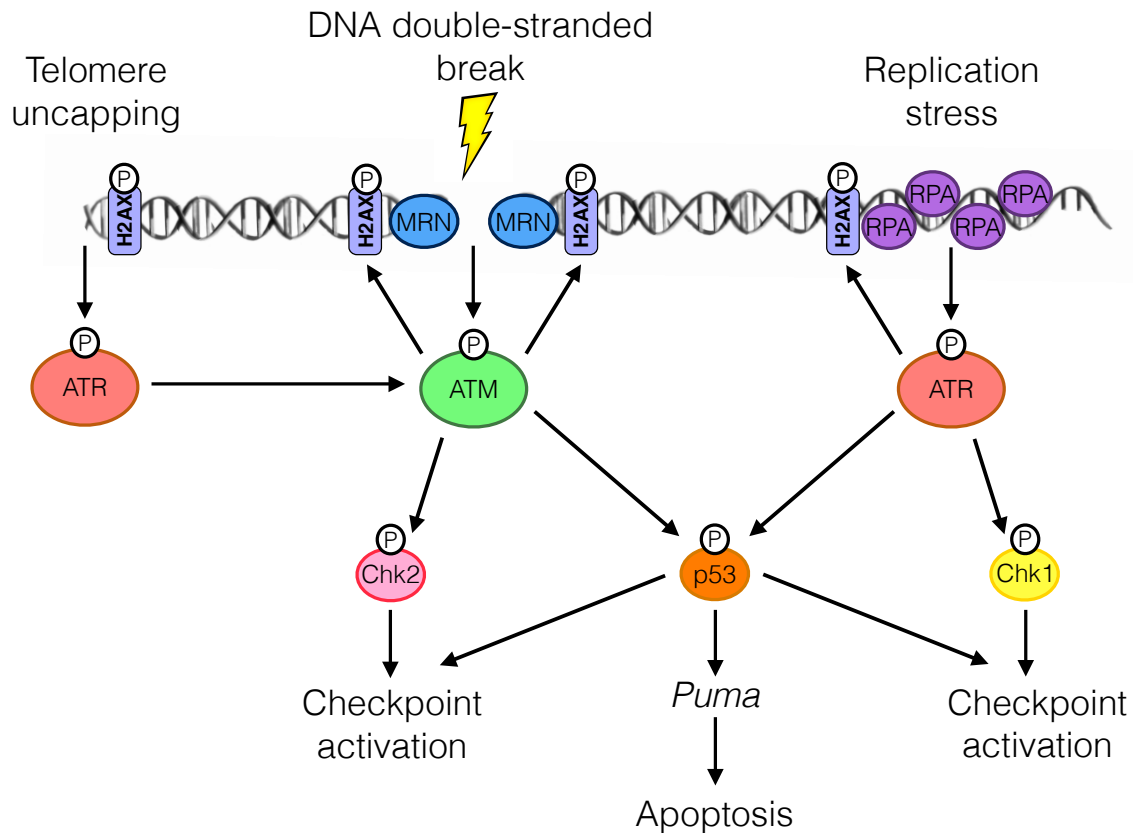 DNA double-stranded
break
Telomere
uncapping
Replication
stress
P
P
P
P
H2AX
H2AX
MRN
MRN
H2AX
H2AX
RPA
RPA
RPA
RPA
P
P
P
ATR
ATM
ATR
P
P
P
Chk2
p53
Chk1
Checkpoint
activation
Puma
Checkpoint
activation
Apoptosis